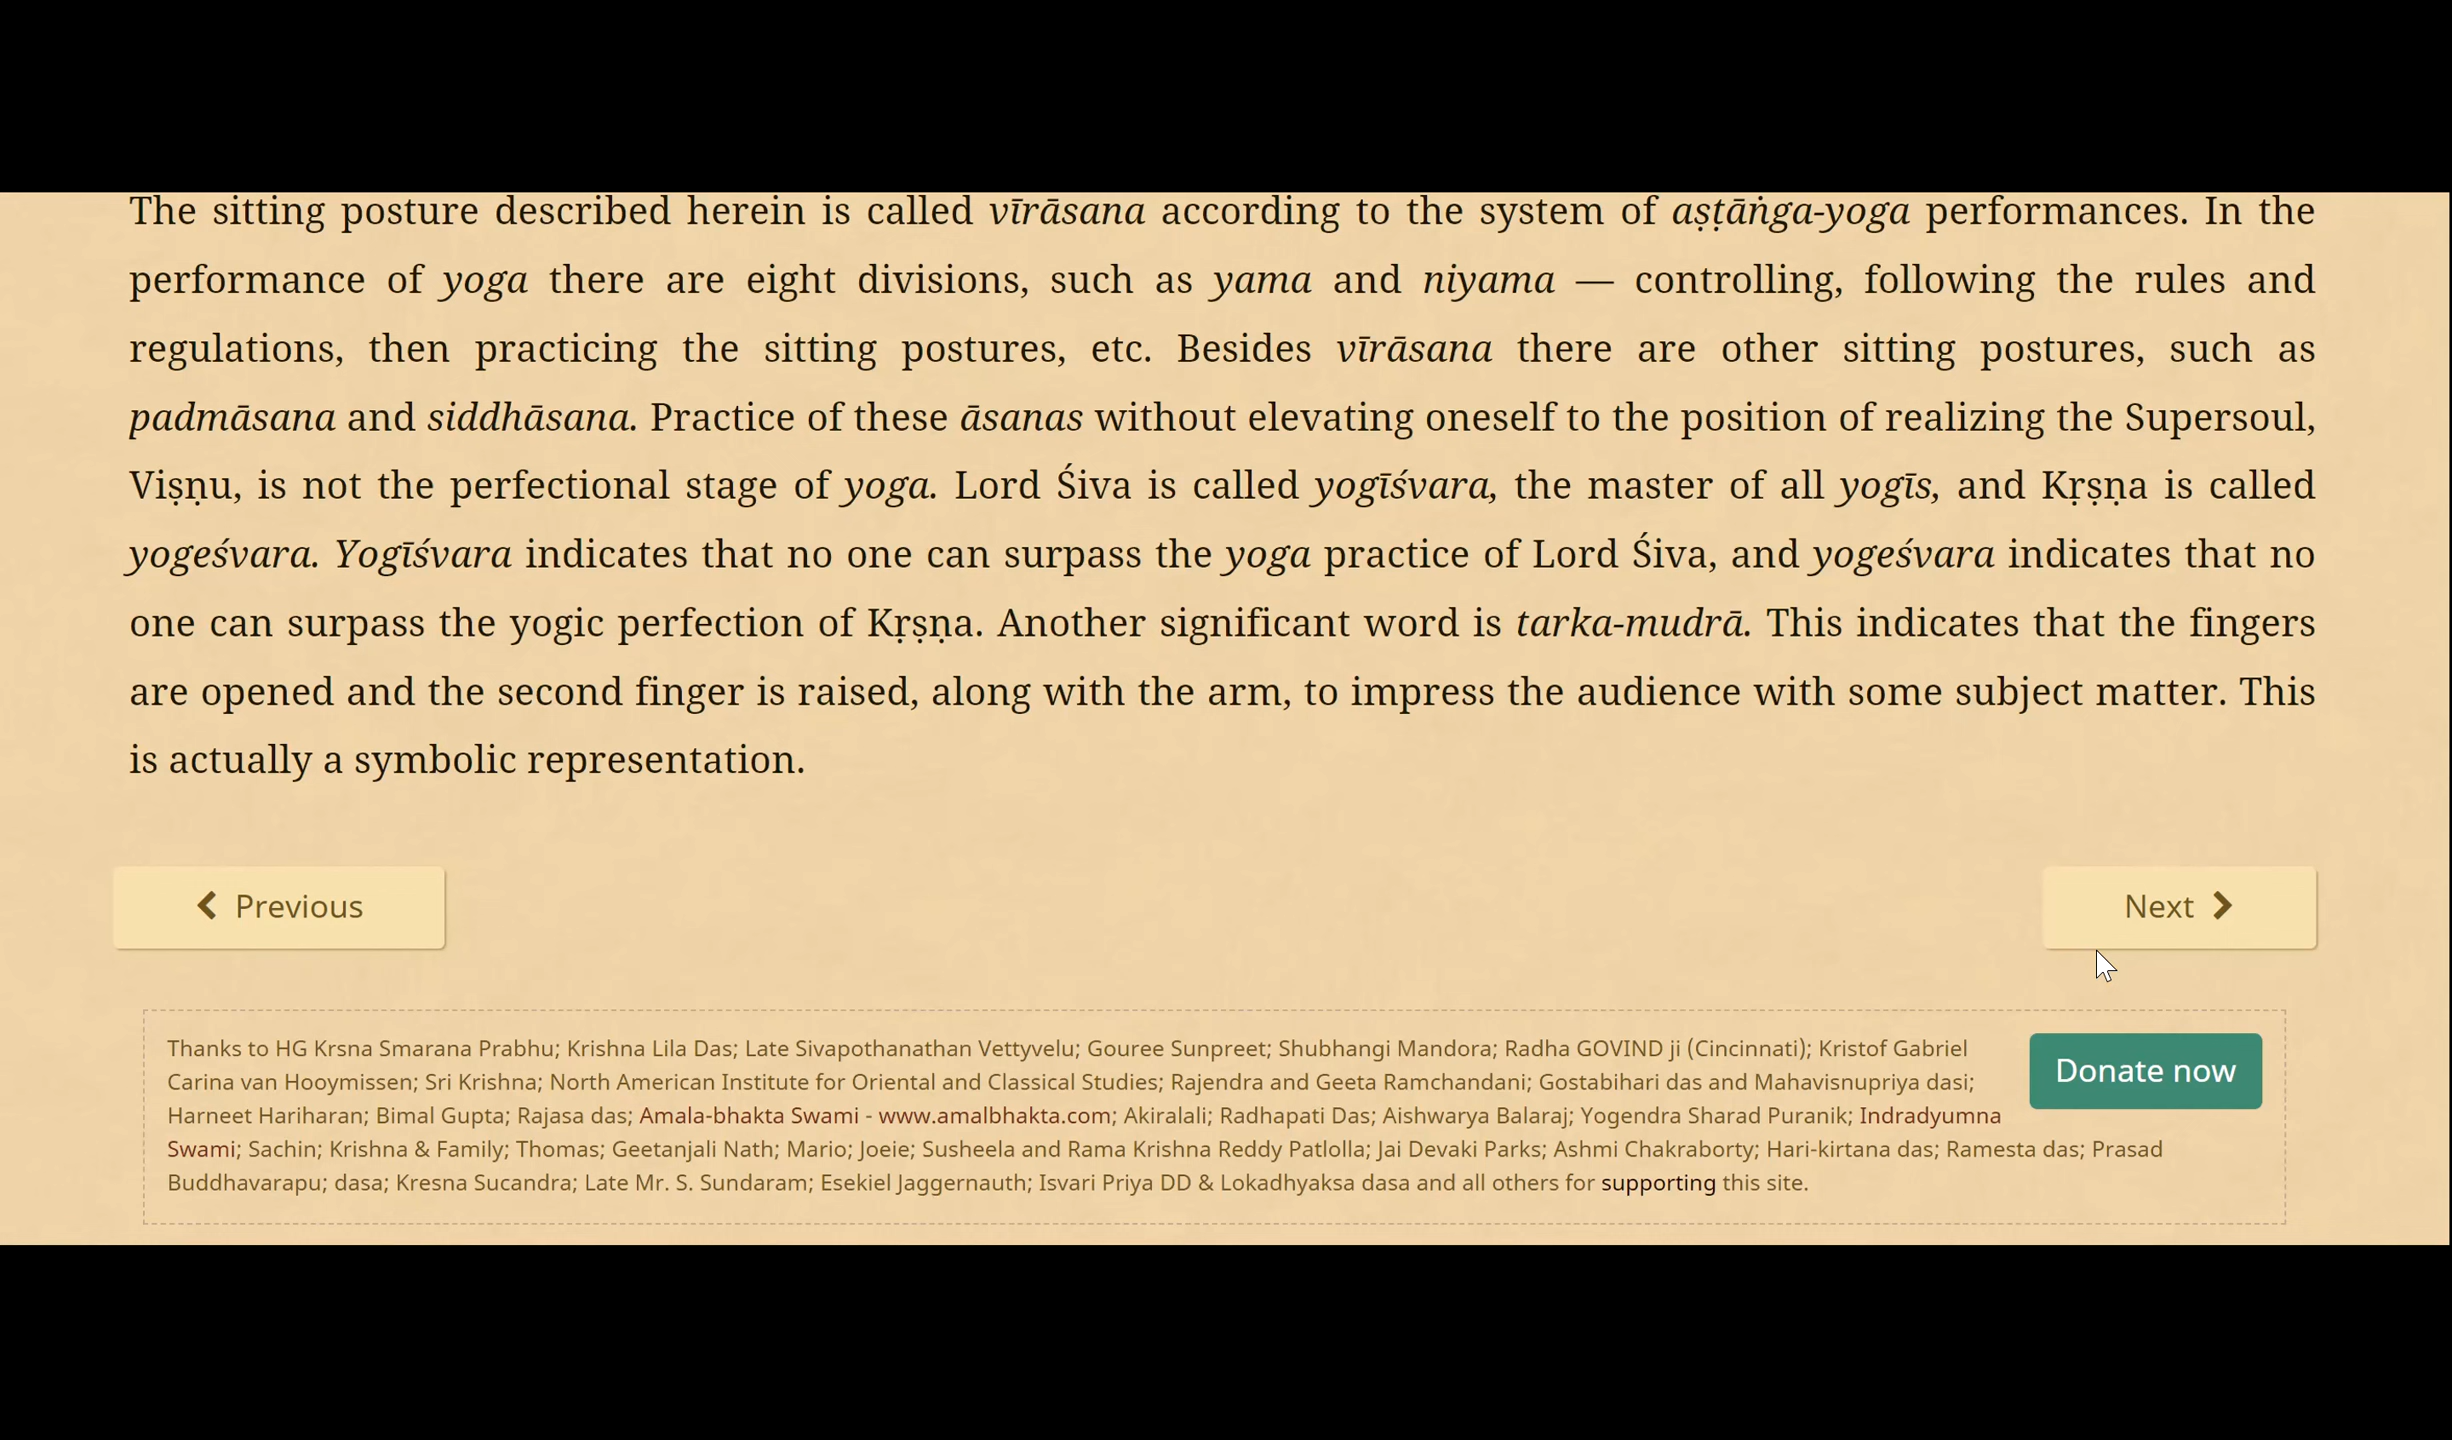 The sitting posture described herein is called vīrāsana according to the system of aṣṭāṅga-yoga performances. In the
performance of yoga there are eight divisions, such as yama and niyama — controlling, following the rules and
regulations, then practicing the sitting postures, etc. Besides vīrāsana there are other sitting postures, such as
padmāsana and siddhāsana. Practice of these āsanas without elevating oneself to the position of realizing the Supersoul,
Viṣṇu, is not the perfectional stage of yoga. Lord Śiva is called yogīśvara, the master of all yogīs, and Kṛṣṇa is called
yogeśvara. Yogīśvara indicates that no one can surpass the yoga practice of Lord Śiva, and yogeśvara indicates that no
one can surpass the yogic perfection of Kṛṣṇa. Another significant word is tarka-mudrā. This indicates that the fingers
are opened and the second finger is raised, along with the arm, to impress the audience with some subject matter. This
is actually a symbolic representation.
Previous
Next
Thanks to HG Krsna Smarana Prabhu; Krishna Lila Das; Late Sivapothanathan Vettyvelu; Gouree Sunpreet; Shubhangi Mandora; Radha GOVIND ji (Cincinnati); Kristof Gabriel
Carina van Hooymissen; Sri Krishna; North American Institute for Oriental and Classical Studies; Rajendra and Geeta Ramchandani; Gostabihari das and Mahavisnupriya dasi;
Harneet Hariharan; Bimal Gupta; Rajasa das; Amala-bhakta Swami - www.amalbhakta.com; Akiralali; Radhapati Das; Aishwarya Balaraj; Yogendra Sharad Puranik; Indradyumna
Swami; Sachin; Krishna & Family; Thomas; Geetanjali Nath; Mario; Joeie; Susheela and Rama Krishna Reddy Patlolla; Jai Devaki Parks; Ashmi Chakraborty; Hari-kirtana das; Ramesta das; Prasad
Buddhavarapu; dasa; Kresna Sucandra; Late Mr. S. Sundaram; Esekiel Jaggernauth; Isvari Priya DD & Lokadhyaksa dasa and all others for supporting this site.
Donate now